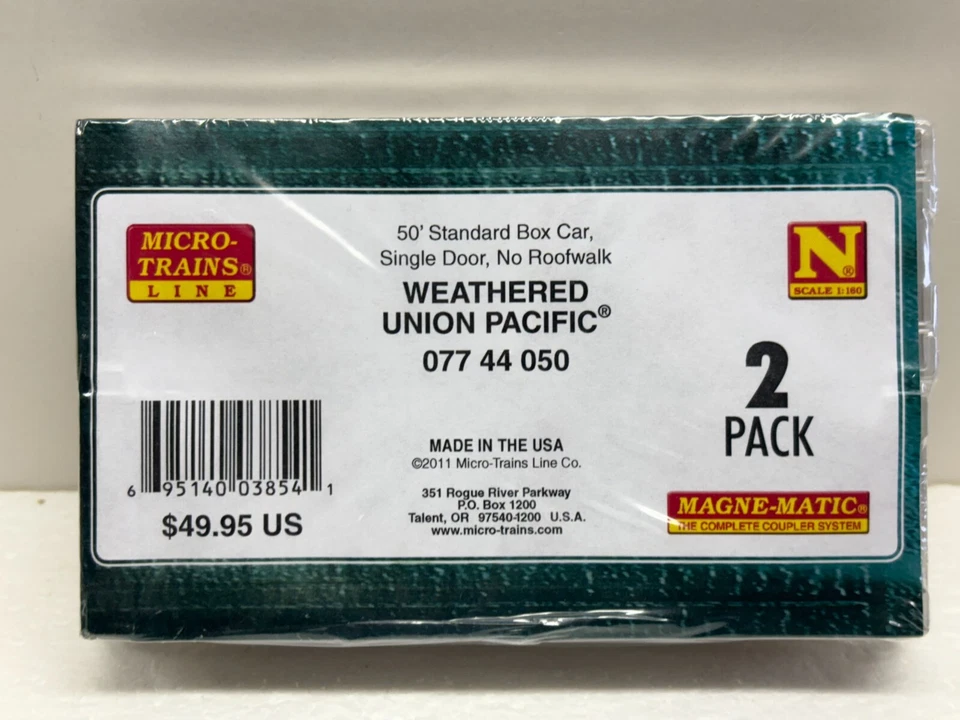 MICRO-
TRAINS®
LINE
50' Standard Box Car,
Single Door, No Roofwalk
WEATHERED
UNION PACIFIC®
077 44 050
N®
SCALE 1:160
2
PACK
6 95140 03854 1
$49.95 US
MADE IN THE USA
©2011 Micro-Trains Line Co.
351 Rogue River Parkway
P.O. Box 1200
Talent, OR 97540-1200 U.S.A.
www.micro-trains.com
MAGNE-MATIC®
THE COMPLETE COUPLER SYSTEM